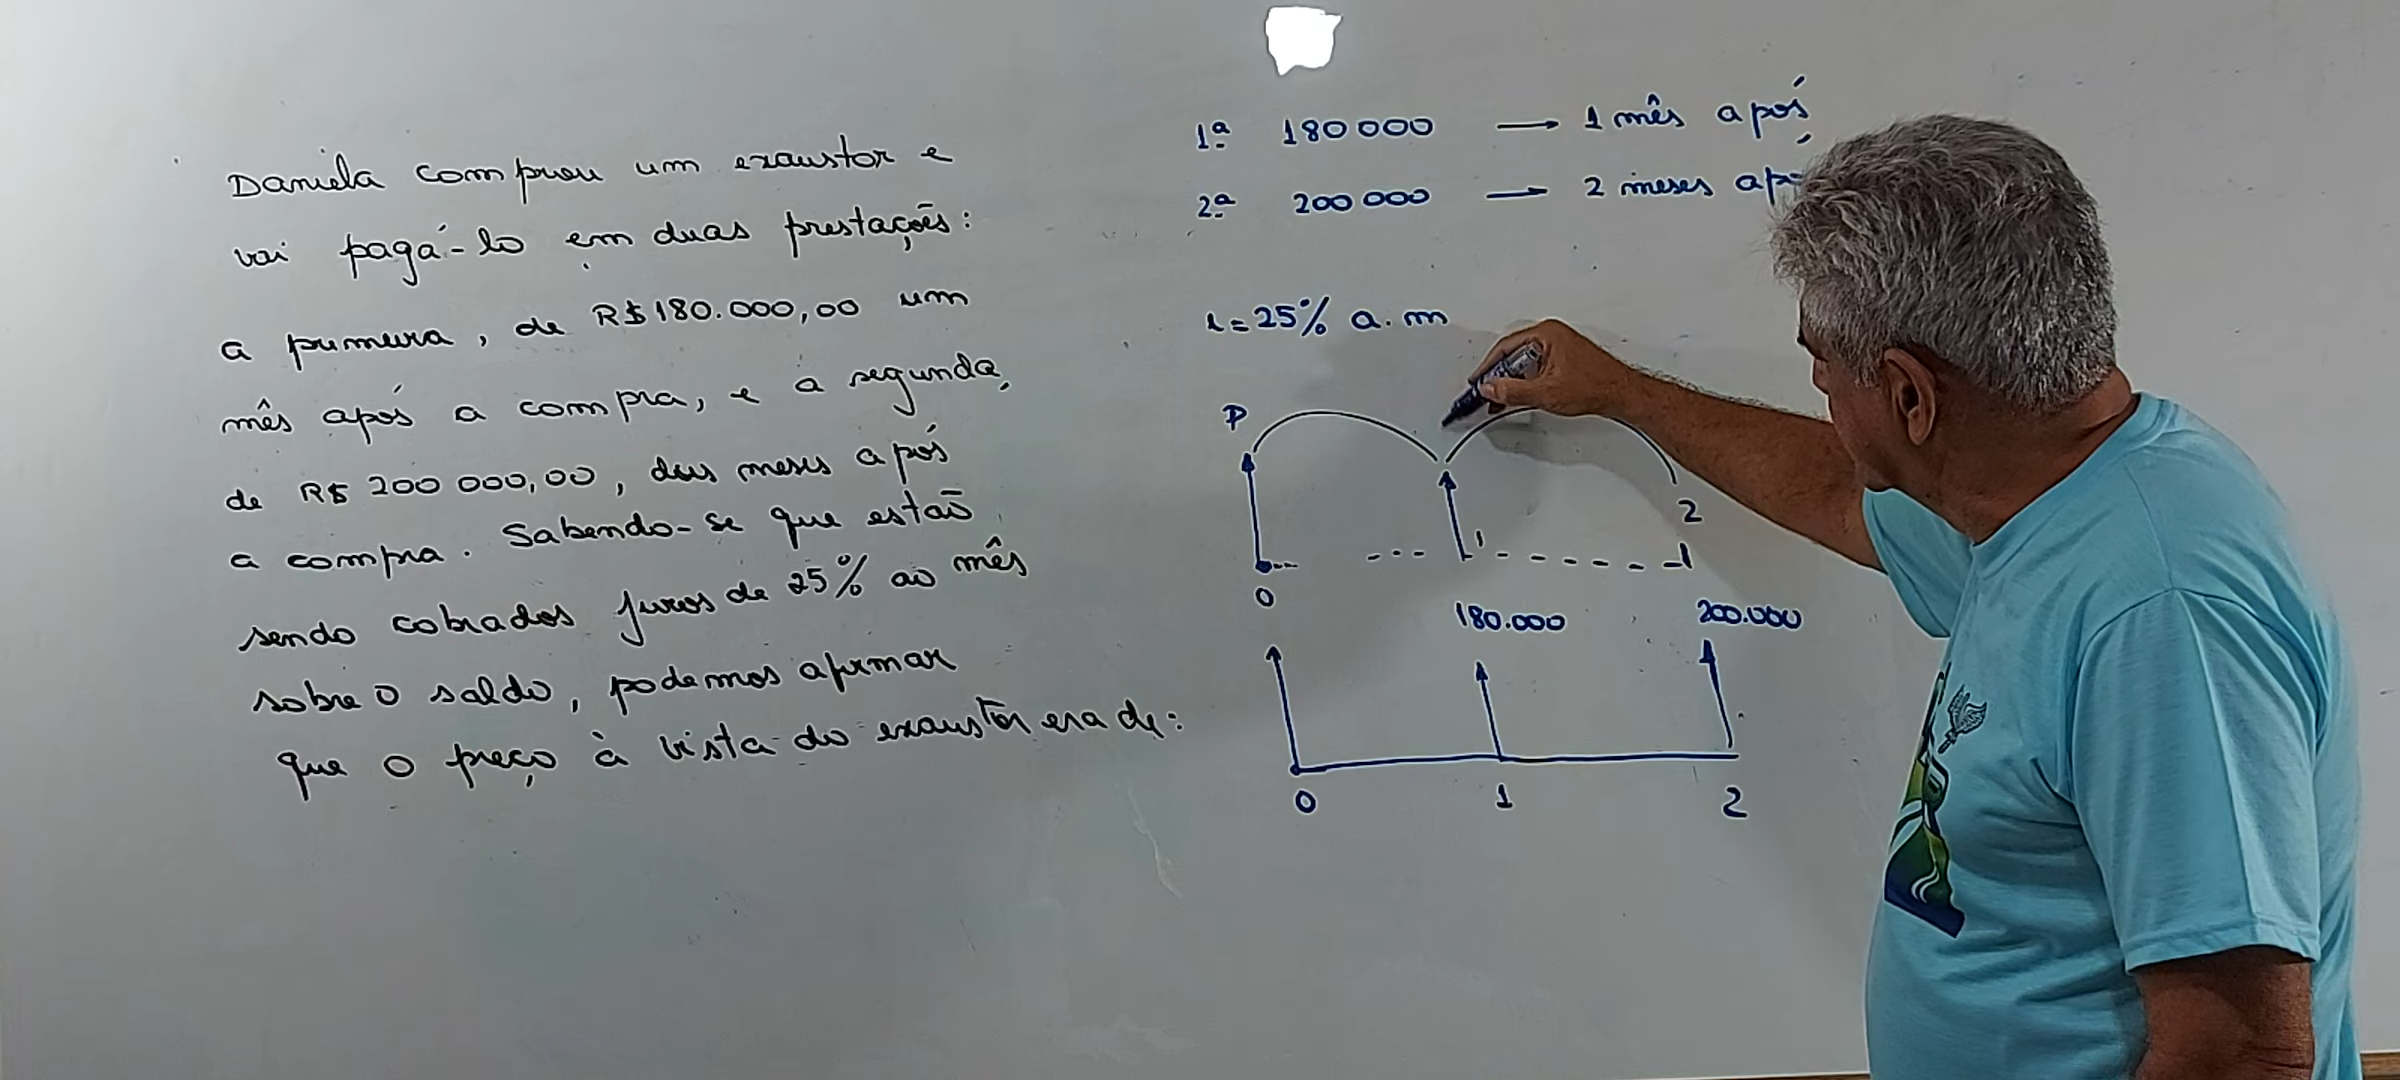 Daniela comprou um exaustor e
vai pagá-lo em duas prestações:
a primeira, de R$180.000,00 um
mês após a compra, e a segunda,
de R$ 200 000,00, dois meses após
a compra. Sabendo-se que estão
sendo cobrados juros de 25% ao mês
sobre o saldo, podemos afirmar
que o preço à vista do exaustor era de:
1ª 180 000 → 1 mês após
2ª 200 000 → 2 meses
i = 25% a.m
P
2
1
0
180.000 200.000
0 1 2